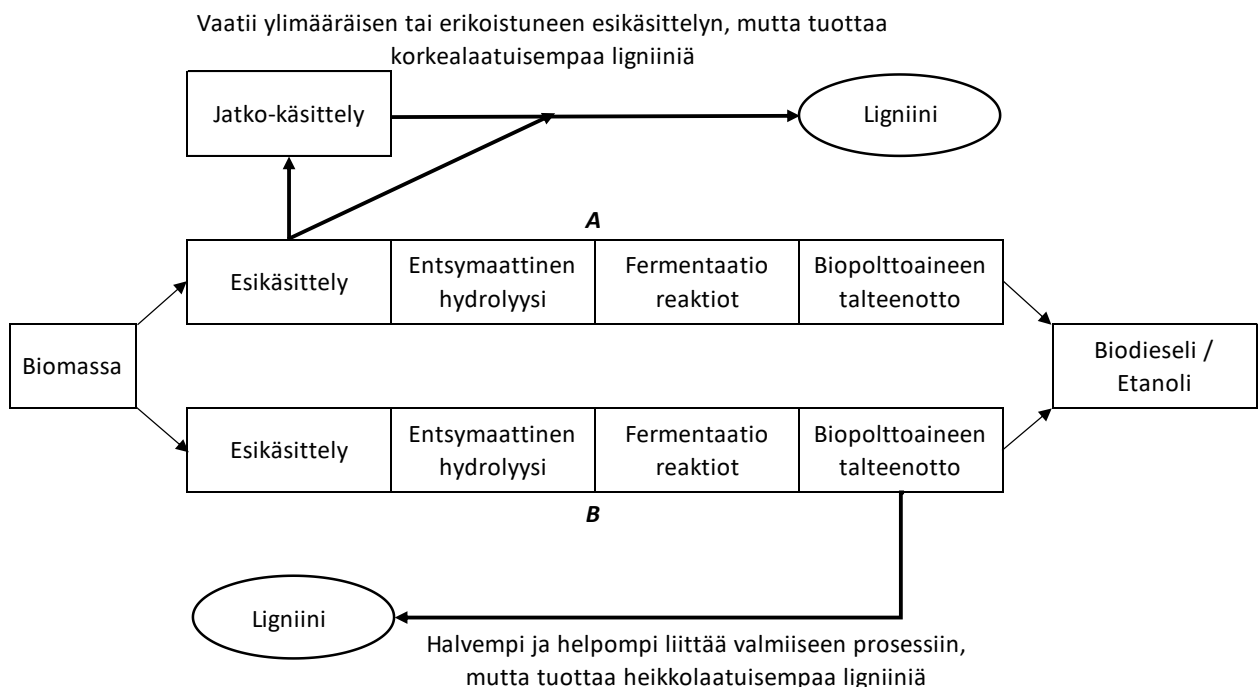 Vaatii ylimääräisen tai erikoistuneen esikäsittelyn, mutta tuottaa
korkealaatuisempaa ligniiniä
Jatko-käsittely
Ligniini
A
Esikäsittely
Entsymaattinen
hydrolyysi
Fermentaatio
reaktiot
Biopolttoaineen
talteenotto
Biomassa
Biodieseli /
Etanoli
Esikäsittely
Entsymaattinen
hydrolyysi
Fermentaatio
reaktiot
Biopolttoaineen
talteenotto
B
Ligniini
Halvempi ja helpompi liittää valmiiseen prosessiin,
mutta tuottaa heikkolaatuisempaa ligniiniä